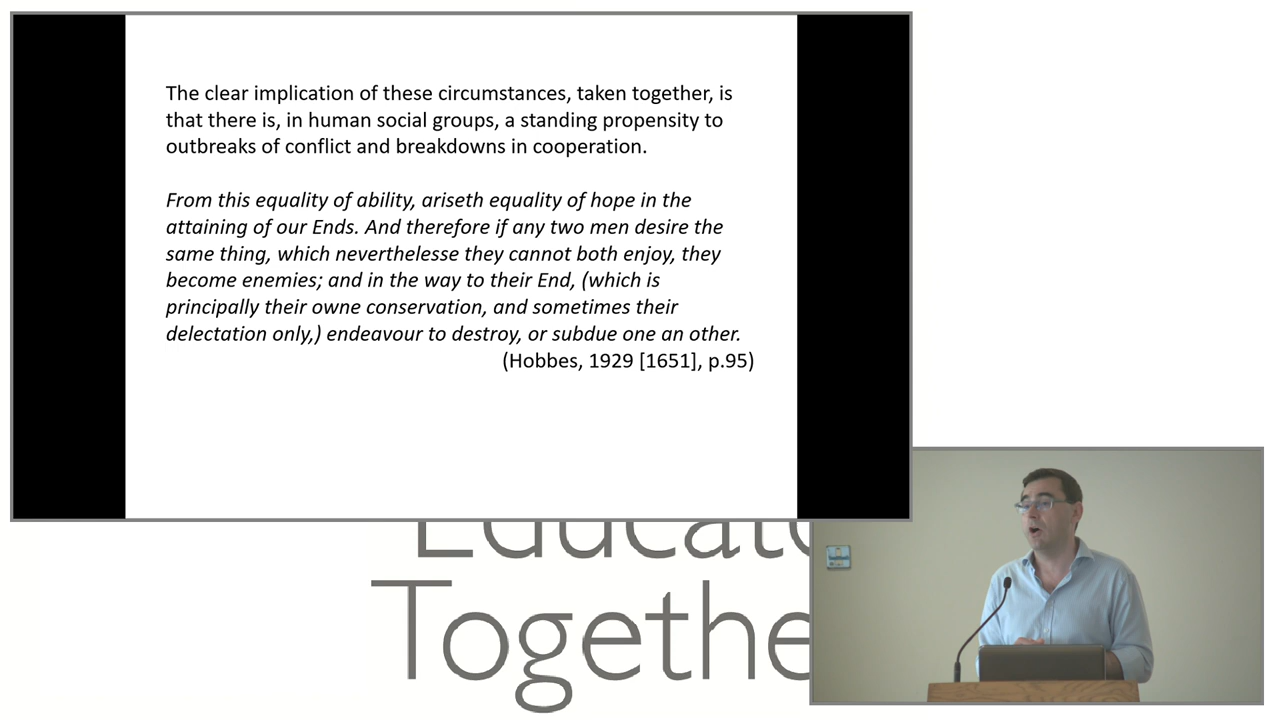 The clear implication of these circumstances, taken together, is
that there is, in human social groups, a standing propensity to
outbreaks of conflict and breakdowns in cooperation.
From this equality of ability, ariseth equality of hope in the
attaining of our Ends. And therefore if any two men desire the
same thing, which neverthelesse they cannot both enjoy, they
become enemies; and in the way to their End, (which is
principally their owne conservation, and sometimes their
delectation only,) endeavour to destroy, or subdue one an other.
(Hobbes, 1929 [1651], p.95)
Educat
Togethe